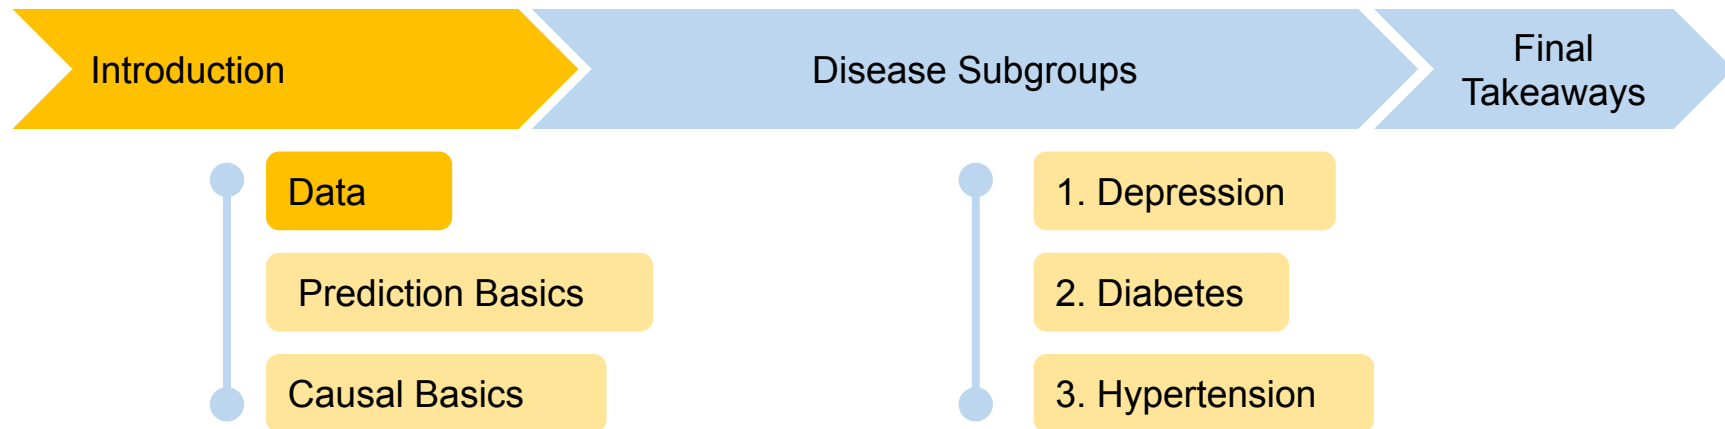 Introduction
Disease Subgroups
Final
Takeaways
Data
Prediction Basics
Causal Basics
1. Depression
2. Diabetes
3. Hypertension